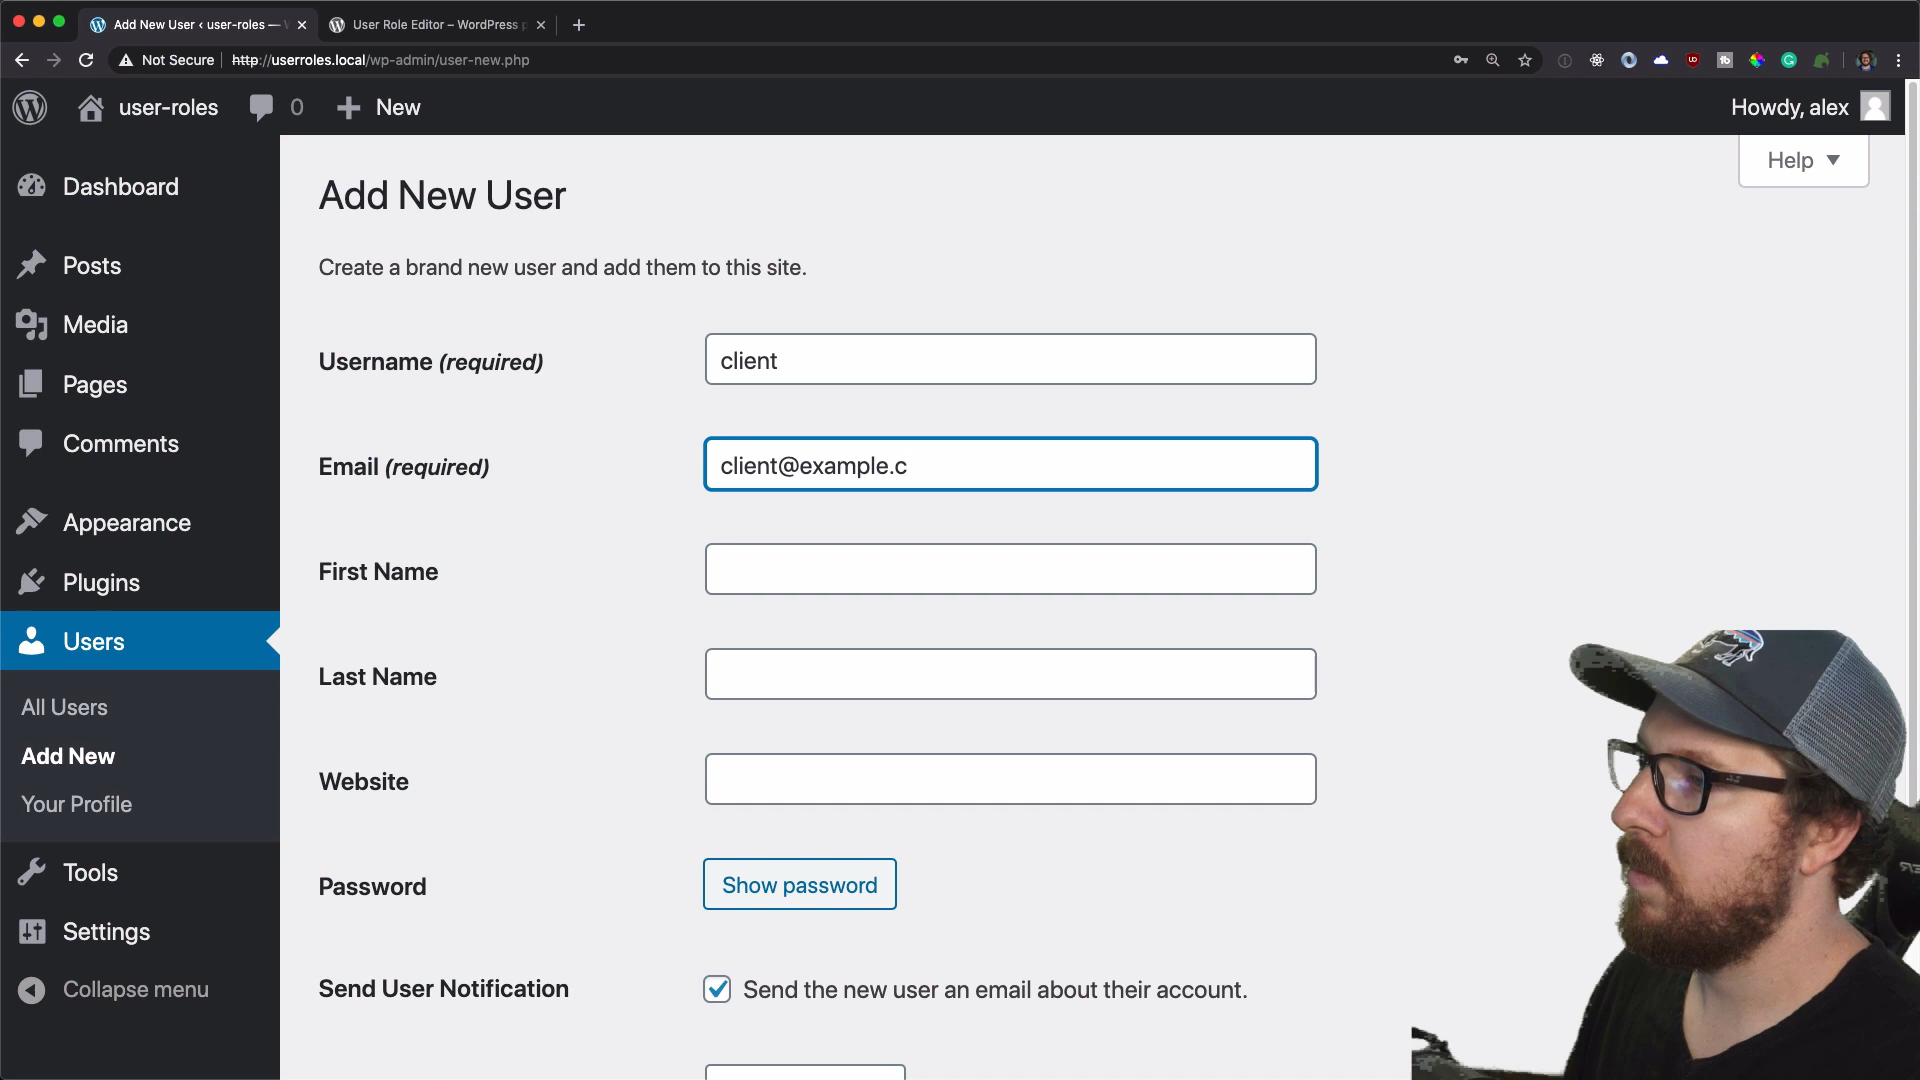 Add New User ‹ user-roles —
User Role Editor – WordPress
Not Secure
http://userroles.local/wp-admin/user-new.php
user-roles
0
New
Howdy, alex
Help
Dashboard
Posts
Media
Pages
Comments
Appearance
Plugins
Users
All Users
Add New
Your Profile
Tools
Settings
Collapse menu
Add New User
Create a brand new user and add them to this site.
Username (required)
client
Email (required)
client@example.c
First Name
Last Name
Website
Password
Show password
Send User Notification
Send the new user an email about their account.